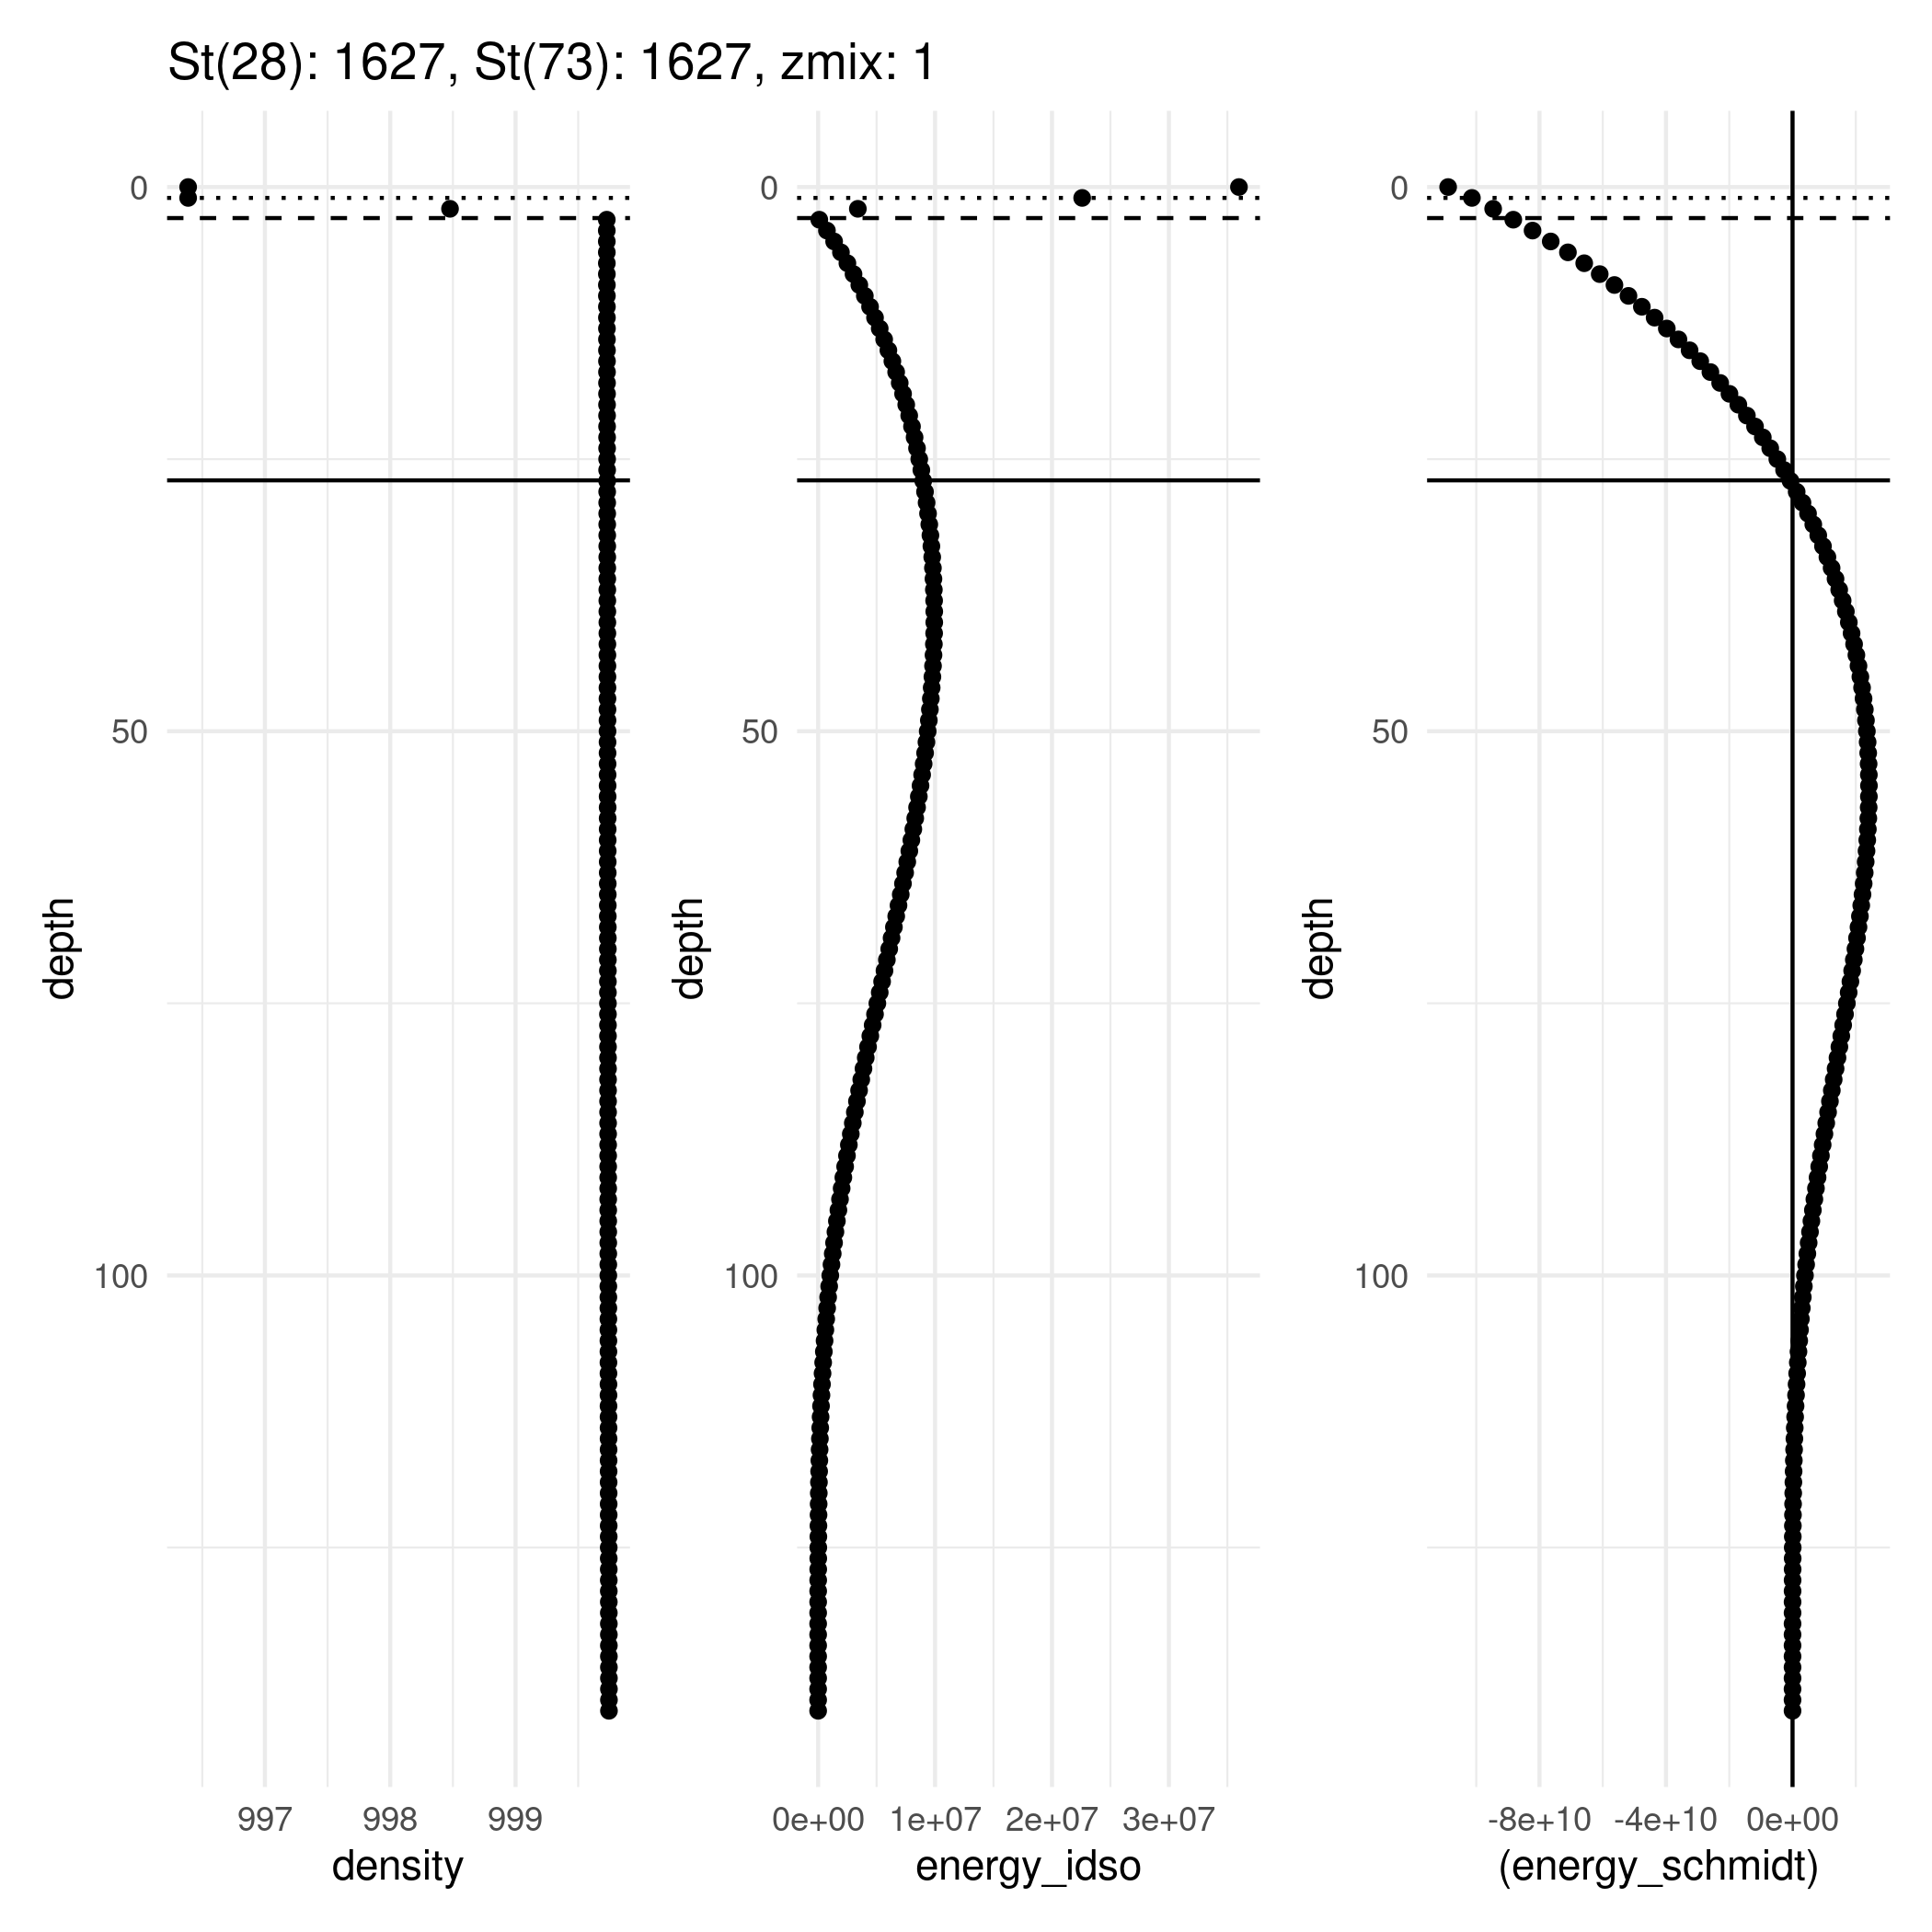 St(28): 1627, St(73): 1627, zmix: 1
0
50
100
depth
997 998 999
density
0
50
100
depth
0e+00 1e+07 2e+07 3e+07
energy_idso
0
50
100
depth
-8e+10 -4e+10 0e+00
(energy_schmidt)